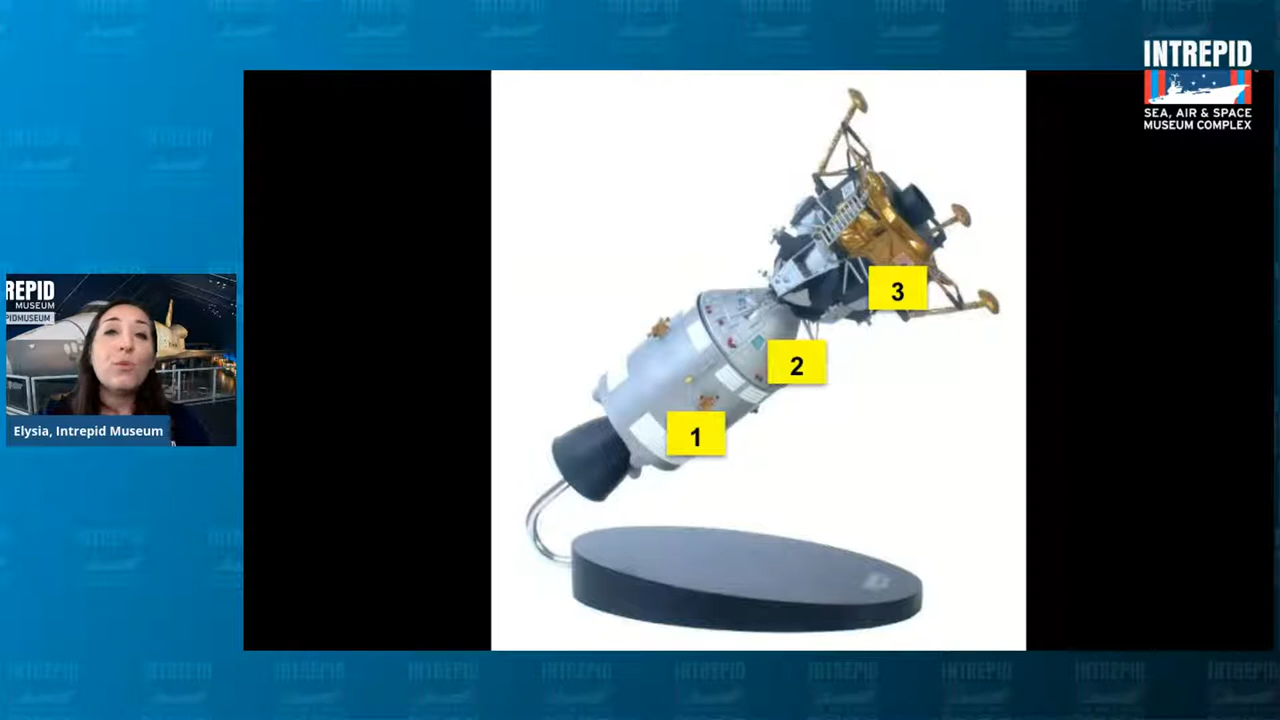 INTREPID
SEA, AIR & SPACE
MUSEUM COMPLEX
3
2
1
REPID
MUSEUM
PIDMUSEUM
Elysia, Intrepid Museum